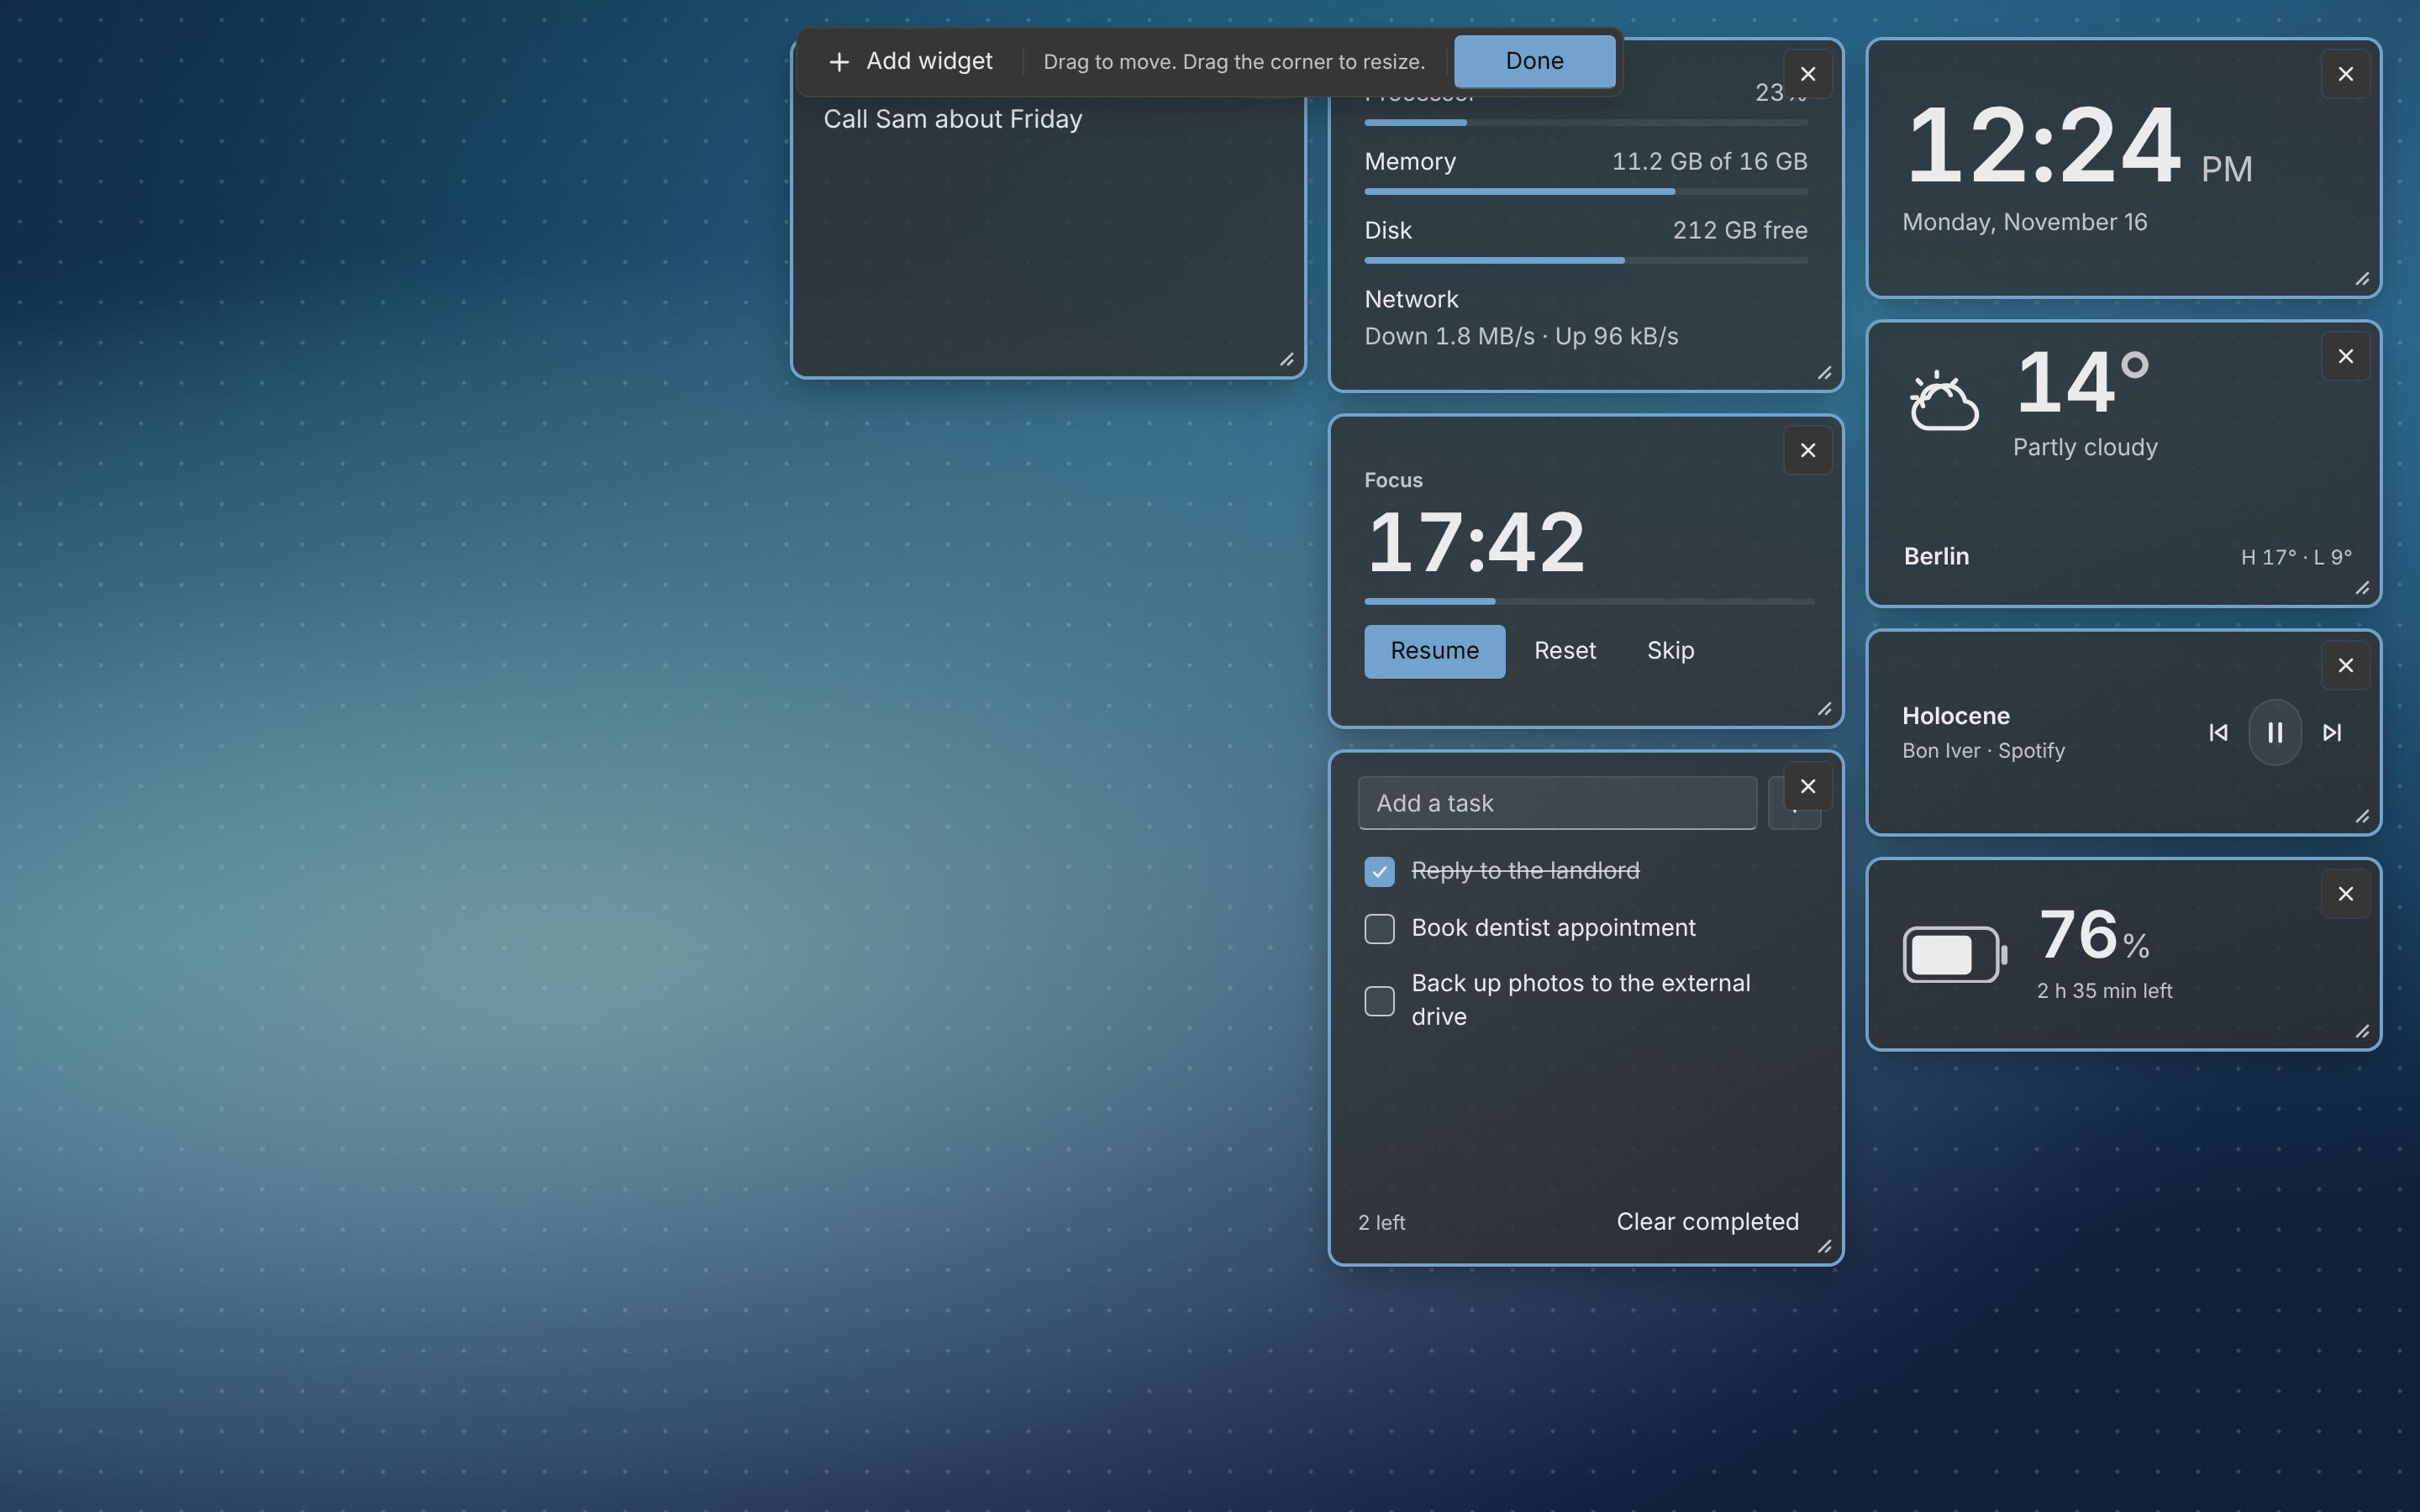 Add widget
Drag to move. Drag the corner to resize.
Done
Call Sam about Friday
Memory 11.2 GB of 16 GB
Disk 212 GB free
Network
Down 1.8 MB/s · Up 96 kB/s
Focus
17:42
Resume Reset Skip
Add a task
Reply to the landlord
Book dentist appointment
Back up photos to the external
drive
2 left Clear completed
12:24 PM
Monday, November 16
14°
Partly cloudy
Berlin H 17° · L 9°
Holocene
Bon Iver · Spotify
76%
2 h 35 min left